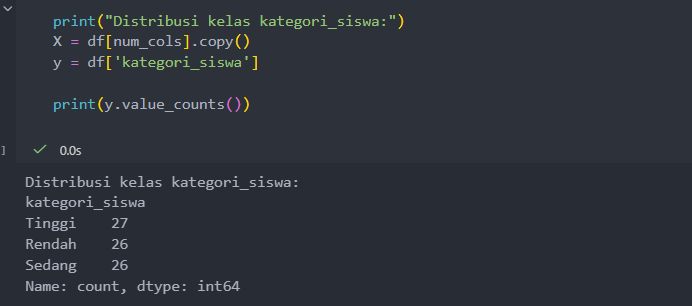 print("Distribusi kelas kategori_siswa:")
X = df[num_cols].copy()
y = df['kategori_siswa']
print(y.value_counts())
]
0.0s
Distribusi kelas kategori_siswa:
kategori_siswa
Tinggi    27
Rendah    26
Sedang    26
Name: count, dtype: int64